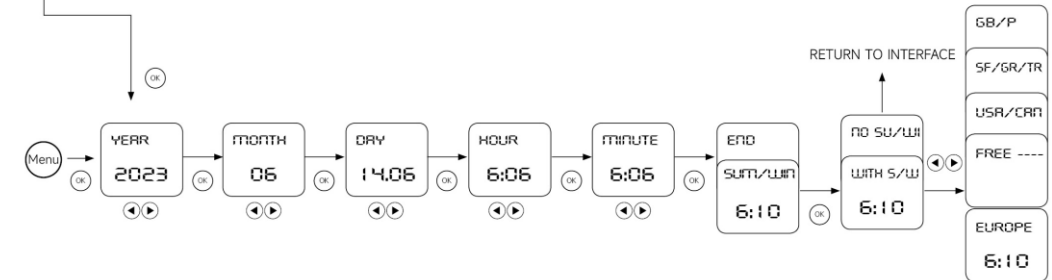 GB/P
RETURN TO INTERFACE
SF/GR/TR
OK
USA/CAN
YEAR
MONTH
DAY
HOUR
MINUTE
END
NO SU/WI
FREE ----
Menu
OK
2023
OK
06
OK
14.06
OK
6:06
OK
6:06
OK
SUM/WIN
6:10
OK
WITH S/W
6:10
EUROPE
6:10